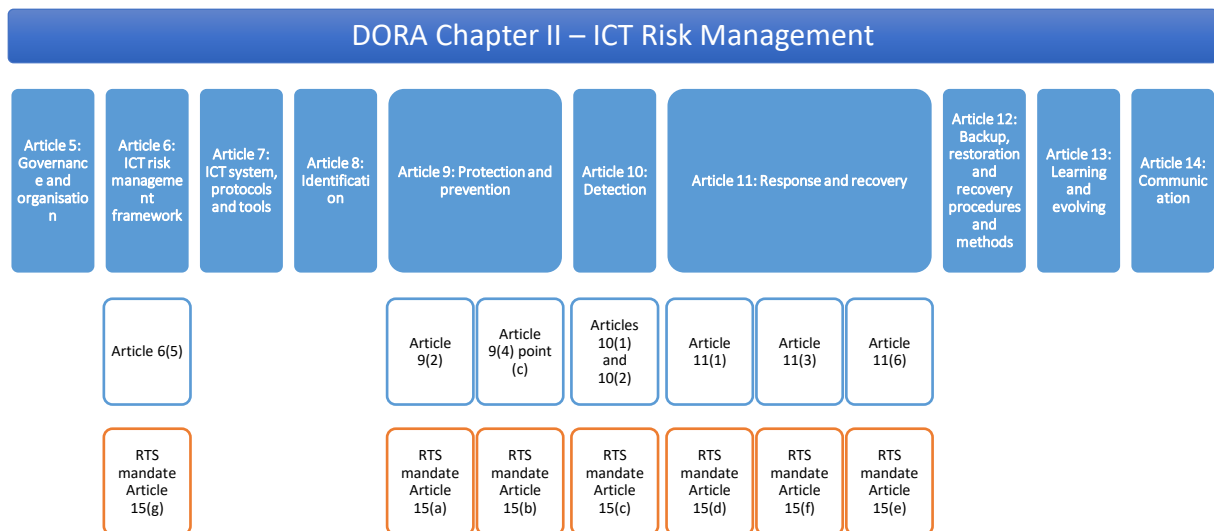 DORA Chapter II – ICT Risk Management
Article 5:
Governanc
e and
organisatio
n
Article 6:
ICT risk
manageme
nt
framework
Article 7:
ICT system,
protocols
and tools
Article 8:
Identificati
on
Article 9: Protection and
prevention
Article 10:
Detection
Article 11: Response and recovery
Article 12:
Backup,
restoration
and
recovery
procedures
and
methods
Article 13:
Learning
and
evolving
Article 14:
Communic
ation
Article 6(5)
Article
9(2)
Article
9(4) point
(c)
Articles
10(1)
and
10(2)
Article
11(1)
Article
11(3)
Article
11(6)
RTS
mandate
Article
15(g)
RTS
mandate
Article
15(a)
RTS
mandate
Article
15(b)
RTS
mandate
Article
15(c)
RTS
mandate
Article
15(d)
RTS
mandate
Article
15(f)
RTS
mandate
Article
15(e)